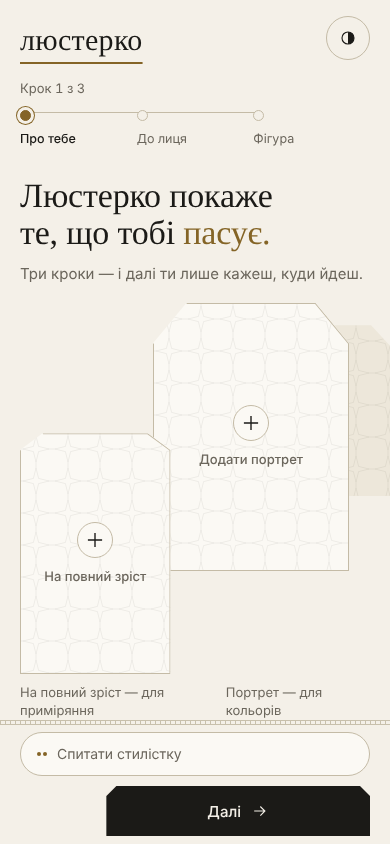 люстерко
Крок 1 з 3
Про тебе
До лиця
Фігура
Люстерко покаже
те, що тобі пасує.
Три кроки — і далі ти лише кажеш, куди йдеш.
Додати портрет
На повний зріст
На повний зріст — для
приміряння
Портрет — для
кольорів
Спитати стилістку
Далі →